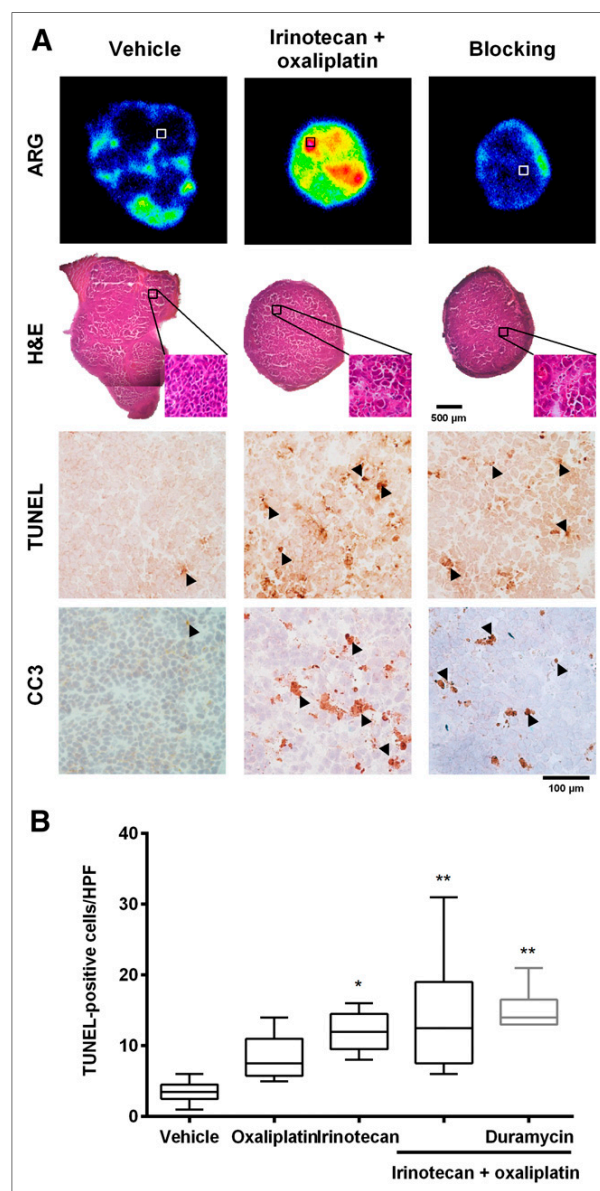 A
Vehicle
Irinotecan +
oxaliplatin
Blocking
ARG
H&E
500 µm
TUNEL
CC3
100 µm
B
TUNEL-positive cells/HPF
40
30
20
10
0
**
**
*
Vehicle
Oxaliplatin
Irinotecan
Duramycin
Irinotecan + oxaliplatin